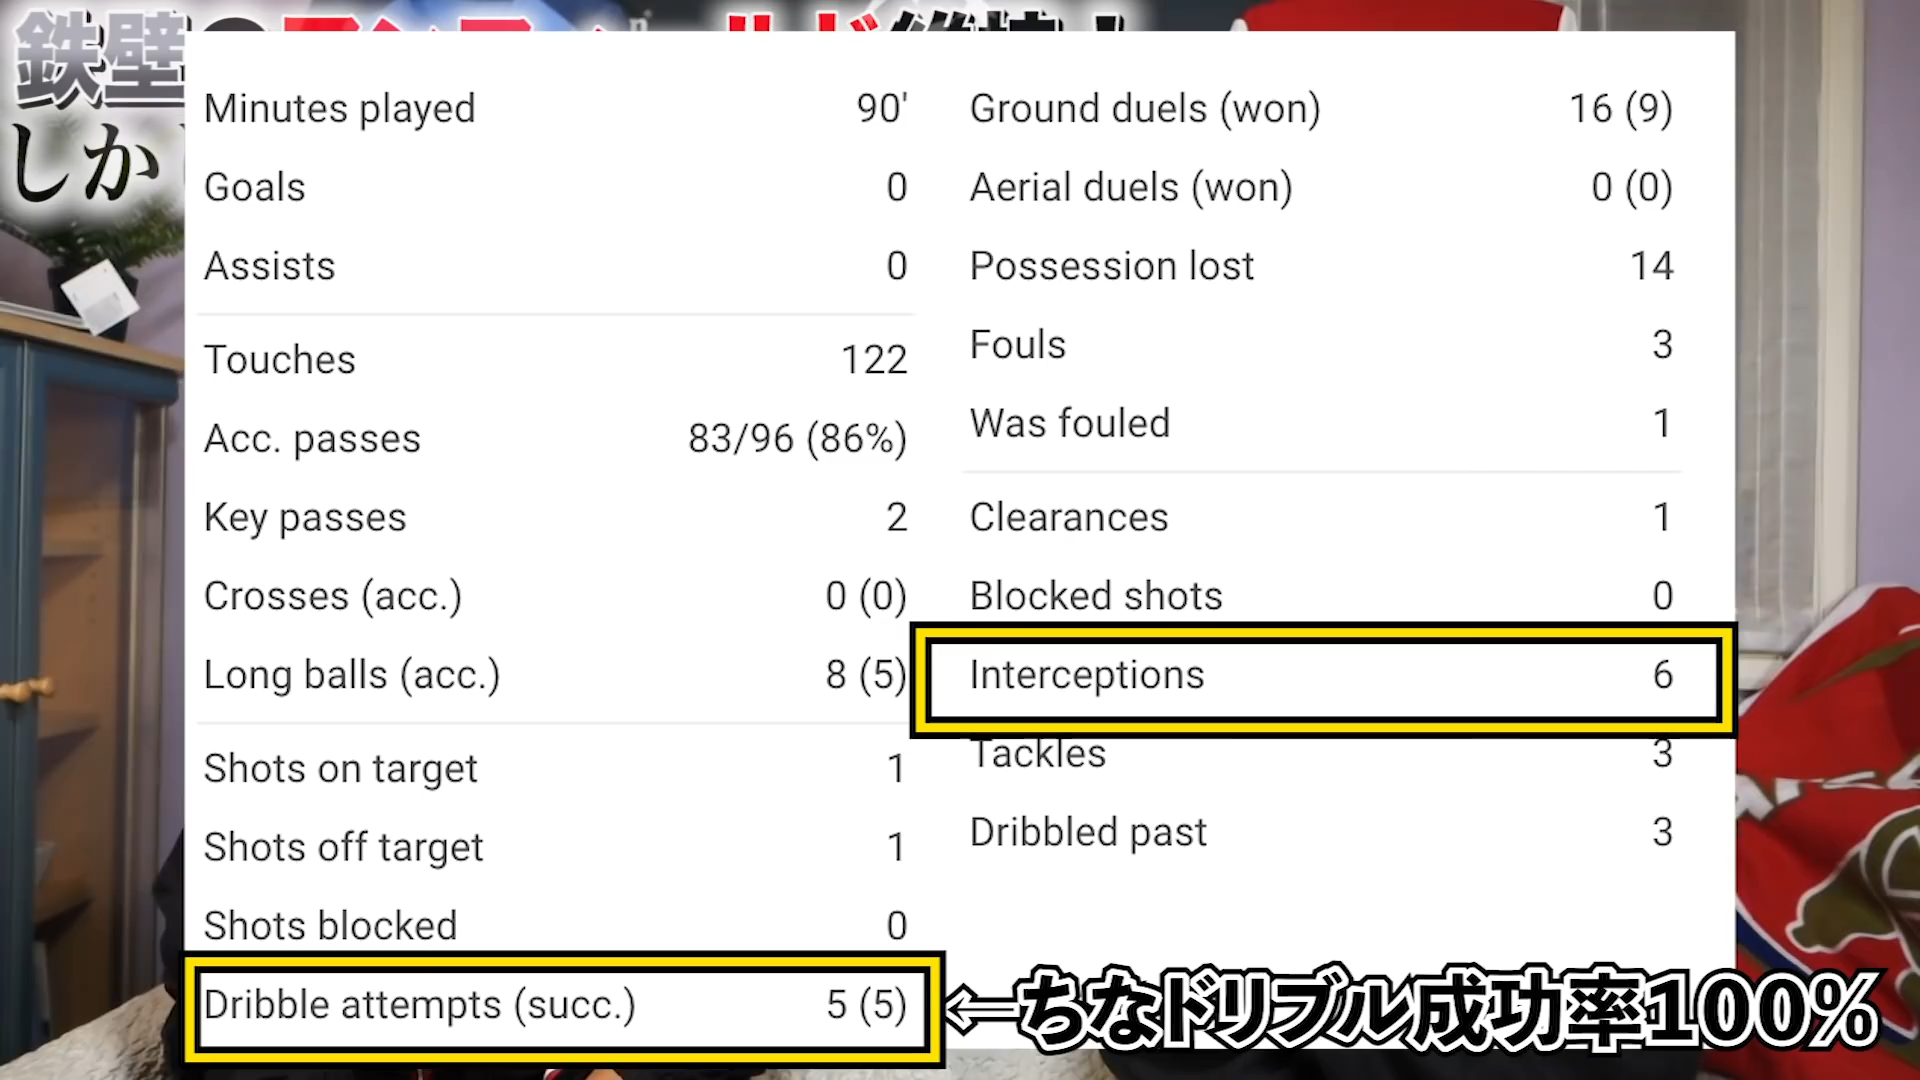 鉄壁
しか
Minutes played 90'
Goals 0
Assists 0
Touches 122
Acc. passes 83/96 (86%)
Key passes 2
Crosses (acc.) 0 (0)
Long balls (acc.) 8 (5)
Shots on target 1
Shots off target 1
Shots blocked 0
Dribble attempts (succ.) 5 (5)
Ground duels (won) 16 (9)
Aerial duels (won) 0 (0)
Possession lost 14
Fouls 3
Was fouled 1
Clearances 1
Blocked shots 0
Interceptions 6
Tackles 3
Dribbled past 3
←ちなドリブル成功率100%